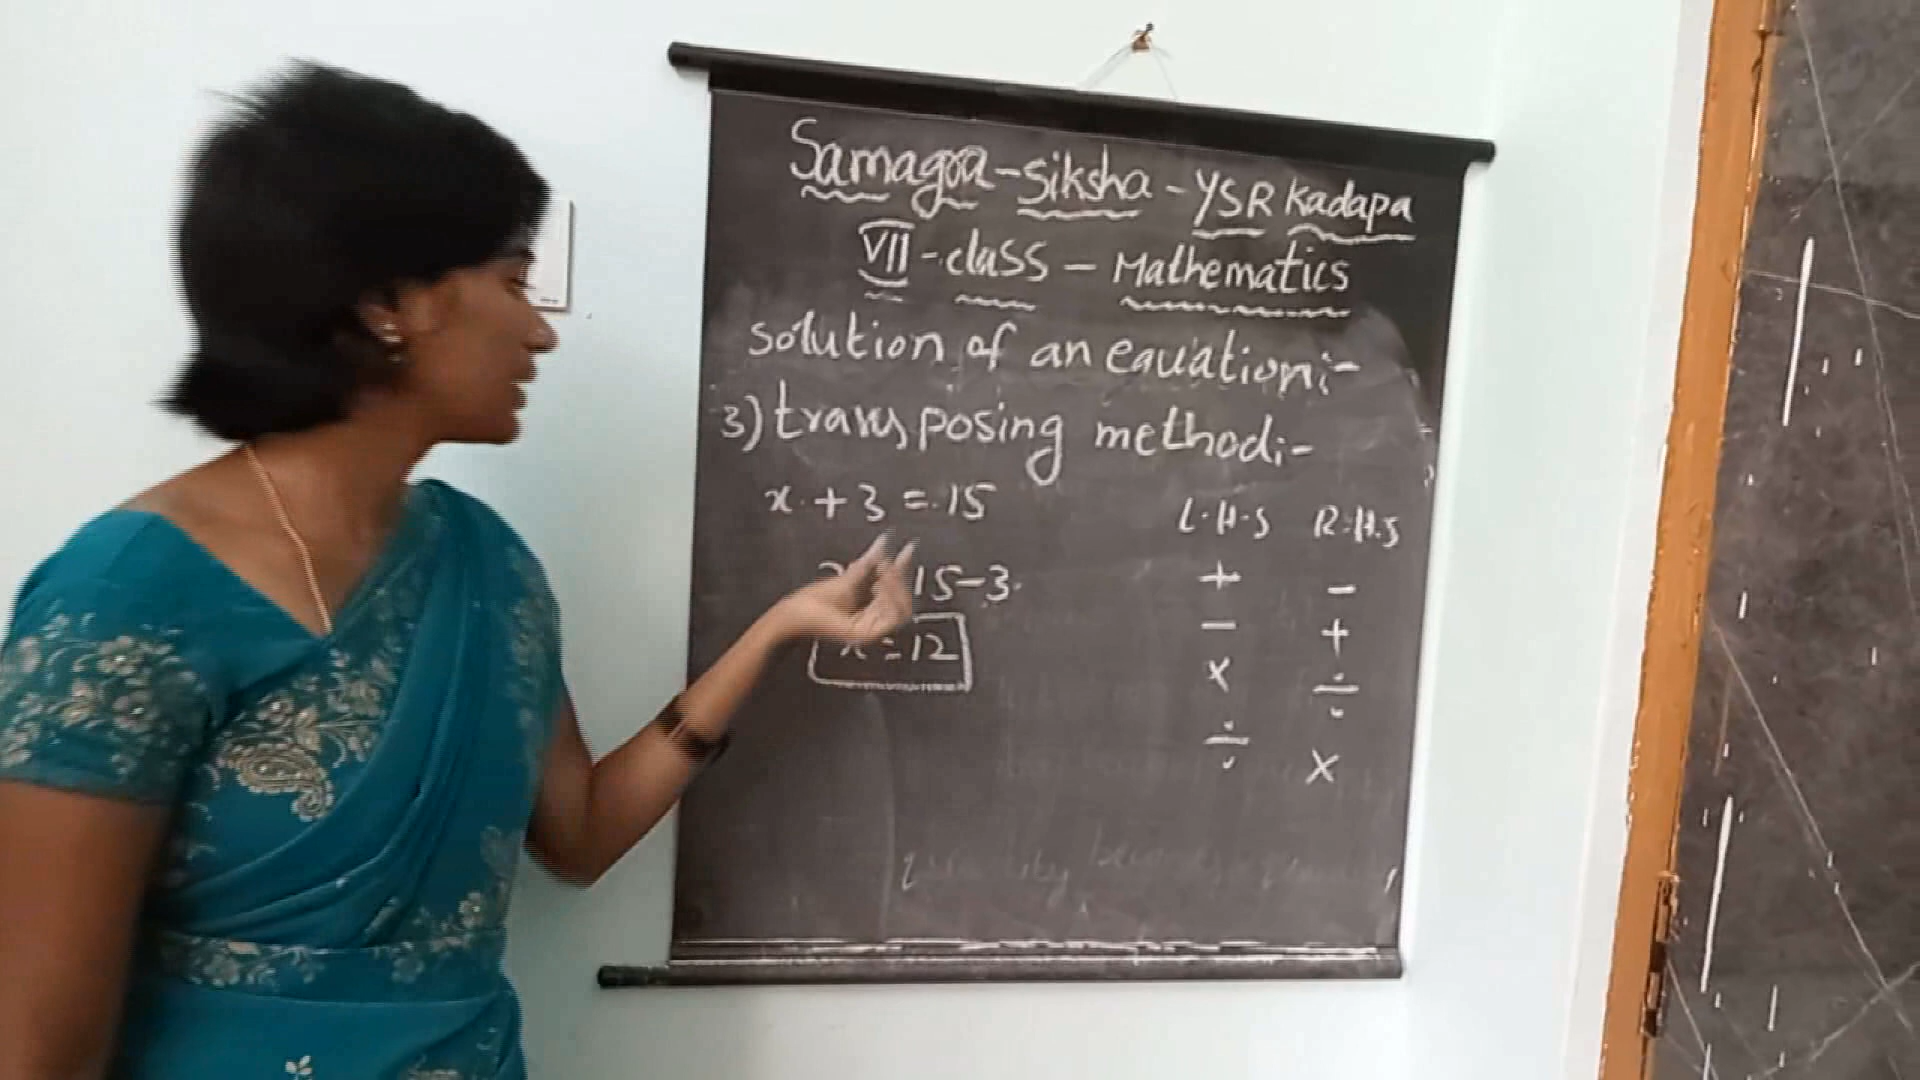 Samagra-Siksha-YSR Kadapa
VII-class-Mathematics
solution of an equation:-
3) transposing method:-
x + 3 = 15
L.H.S R.H.S
15-3
+ -
x = 12
- +
× ÷
÷ ×